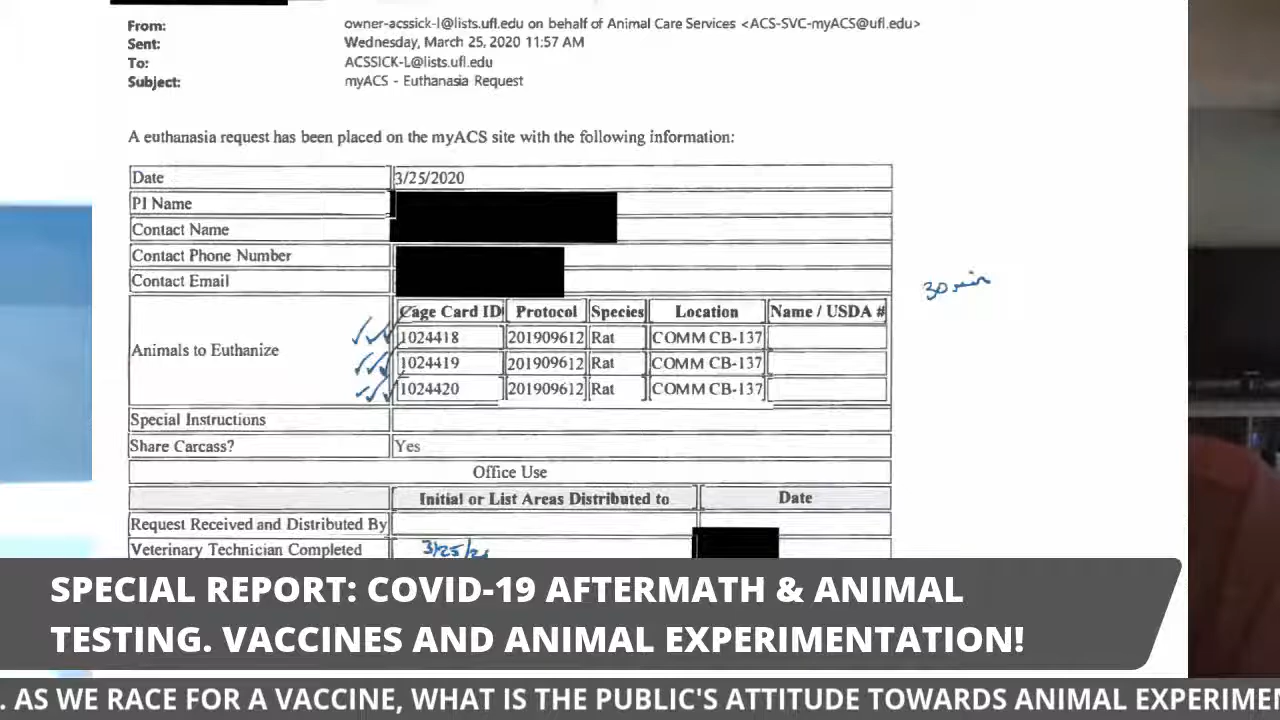 From: owner-acssick-l@lists.ufl.edu on behalf of Animal Care Services <ACS-SVC-myACS@ufl.edu>
Sent: Wednesday, March 25, 2020 11:57 AM
To: ACSSICK-L@lists.ufl.edu
Subject: myACS - Euthanasia Request
A euthanasia request has been placed on the myACS site with the following information:
Date 3/25/2020
PI Name
Contact Name
Contact Phone Number
Contact Email
30 min
Cage Card ID Protocol Species Location Name / USDA #
1024418 201909612 Rat COMM CB-137
Animals to Euthanize
1024419 201909612 Rat COMM CB-137
1024420 201909612 Rat COMM CB-137
Special Instructions
Share Carcass? Yes
Office Use
Initial or List Areas Distributed to Date
Request Received and Distributed By
Veterinary Technician Completed
SPECIAL REPORT: COVID-19 AFTERMATH & ANIMAL
TESTING. VACCINES AND ANIMAL EXPERIMENTATION!
. AS WE RACE FOR A VACCINE, WHAT IS THE PUBLIC'S ATTITUDE TOWARDS ANIMAL EXPERIME